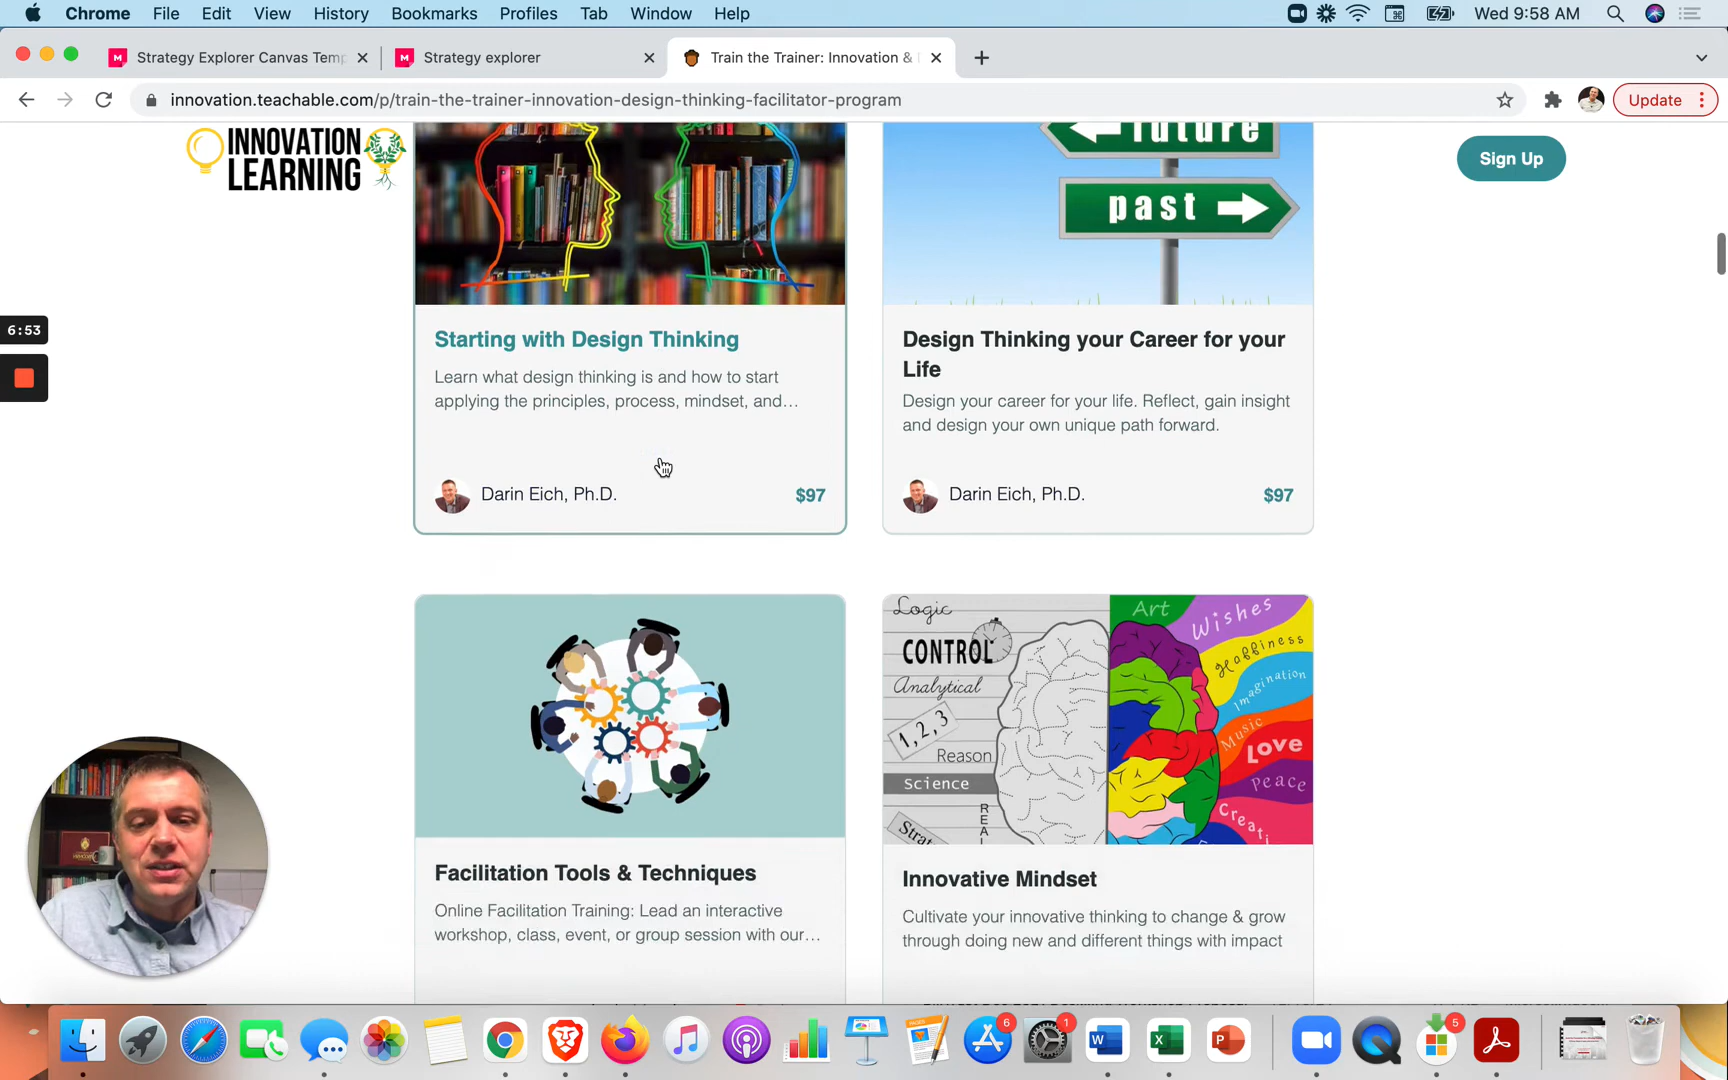 Chrome File Edit View History Bookmarks Profiles Tab Window Help Wed 9:58 AM
Strategy Explorer Canvas Temp Strategy explorer Train the Trainer: Innovation &
innovation.teachable.com/p/train-the-trainer-innovation-design-thinking-facilitator-program Update
INNOVATION
LEARNING
Sign Up
future
past
6:53
Starting with Design Thinking
Learn what design thinking is and how to start
applying the principles, process, mindset, and...
Darin Eich, Ph.D. $97
Design Thinking your Career for your
Life
Design your career for your life. Reflect, gain insight
and design your own unique path forward.
Darin Eich, Ph.D. $97
Logic
CONTROL
Analytical
1,2,3
Reason
Science
REAL
Strat
Art
Wishes
Happiness
Imagination
Music
Love
Peace
Creati
Facilitation Tools & Techniques
Online Facilitation Training: Lead an interactive
workshop, class, event, or group session with our...
Innovative Mindset
Cultivate your innovative thinking to change & grow
through doing new and different things with impact
6 1 5